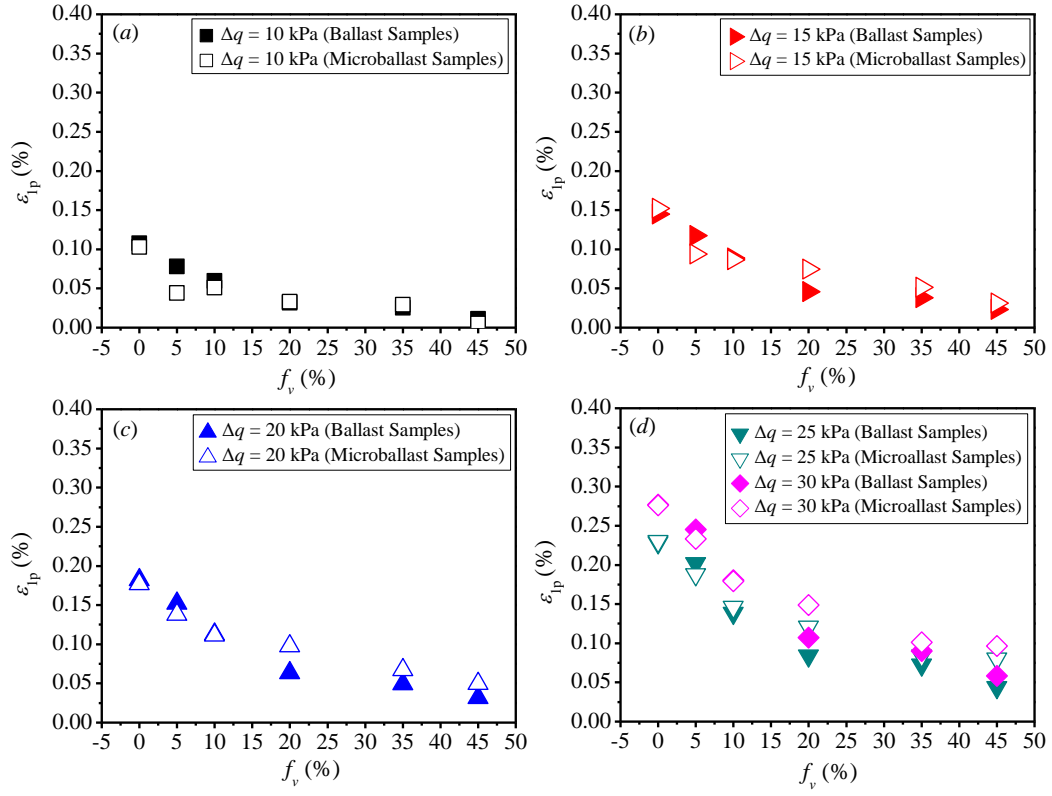 (a)
Δq = 10 kPa (Ballast Samples)
Δq = 10 kPa (Microballast Samples)
0.40
0.35
0.30
0.25
0.20
0.15
0.10
0.05
0.00
ε1p (%)
-5 0 5 10 15 20 25 30 35 40 45 50
fv (%)
(b)
Δq = 15 kPa (Ballast Samples)
Δq = 15 kPa (Microballast Samples)
0.40
0.35
0.30
0.25
0.20
0.15
0.10
0.05
0.00
ε1p (%)
-5 0 5 10 15 20 25 30 35 40 45 50
fv (%)
(c)
Δq = 20 kPa (Ballast Samples)
Δq = 20 kPa (Microballast Samples)
0.40
0.35
0.30
0.25
0.20
0.15
0.10
0.05
0.00
ε1p (%)
-5 0 5 10 15 20 25 30 35 40 45 50
fv (%)
(d)
Δq = 25 kPa (Ballast Samples)
Δq = 25 kPa (Microallast Samples)
Δq = 30 kPa (Ballast Samples)
Δq = 30 kPa (Microallast Samples)
0.40
0.35
0.30
0.25
0.20
0.15
0.10
0.05
0.00
ε1p (%)
-5 0 5 10 15 20 25 30 35 40 45 50
fv (%)